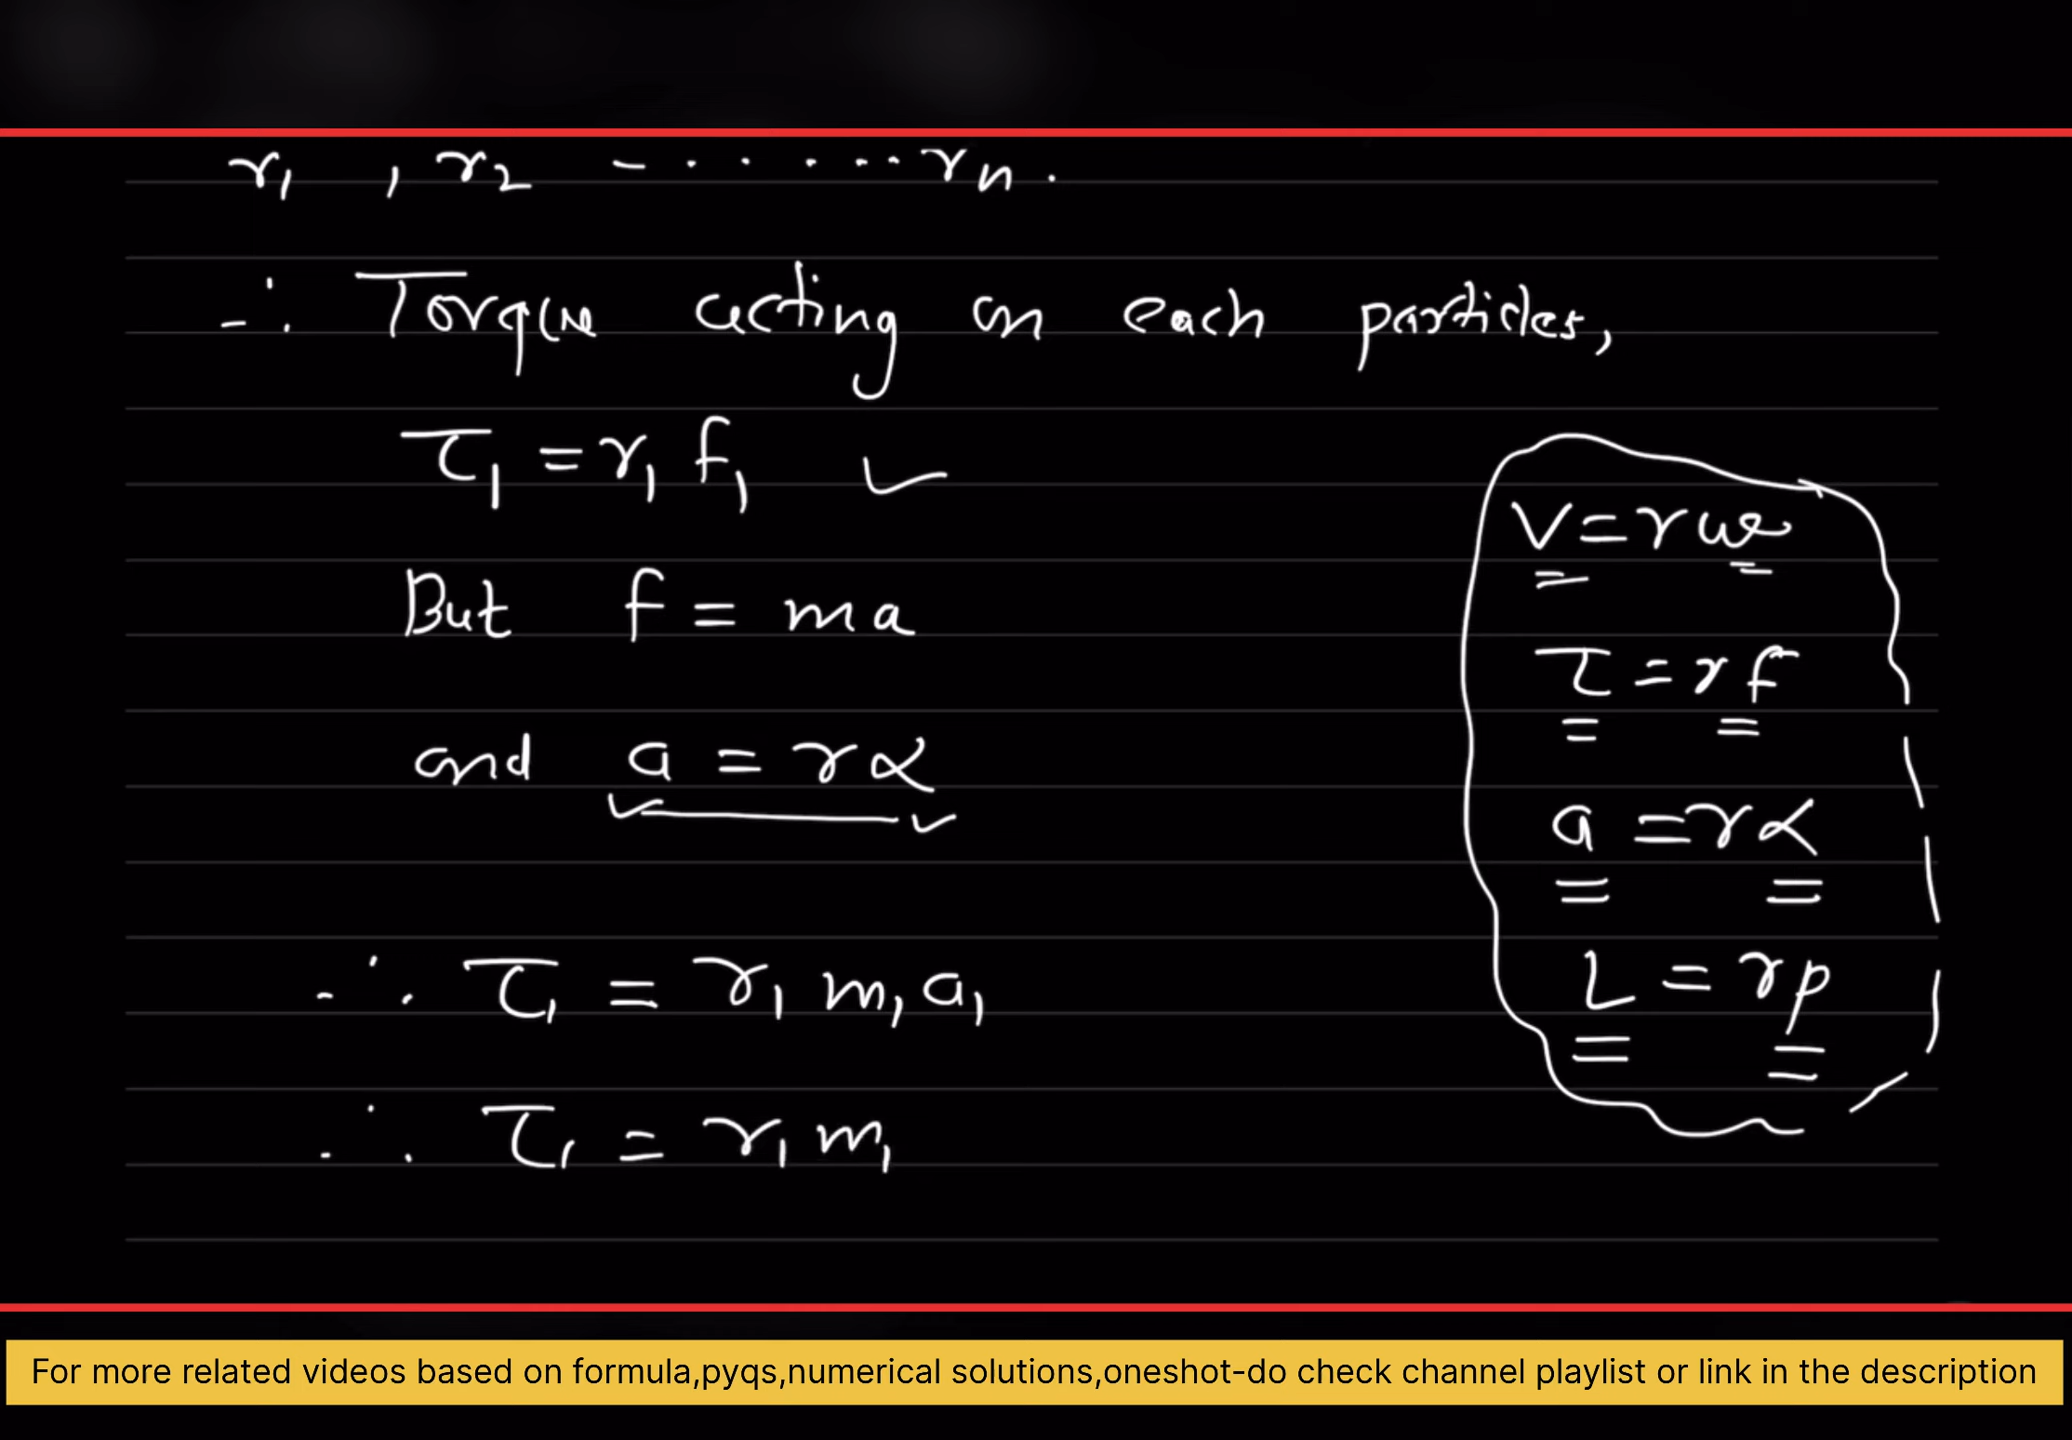 r₁ , r₂ - . . . . . . . rn.
∴ Torque acting on each particles,
τ₁ = r₁ f₁ ✓
But f = ma
and a = rα
∴ τ₁ = r₁ m₁ a₁
∴ τ₁ = r₁ m₁
v = rω
τ = rf
a = rα
L = rp
For more related videos based on formula,pyqs,numerical solutions,oneshot-do check channel playlist or link in the description